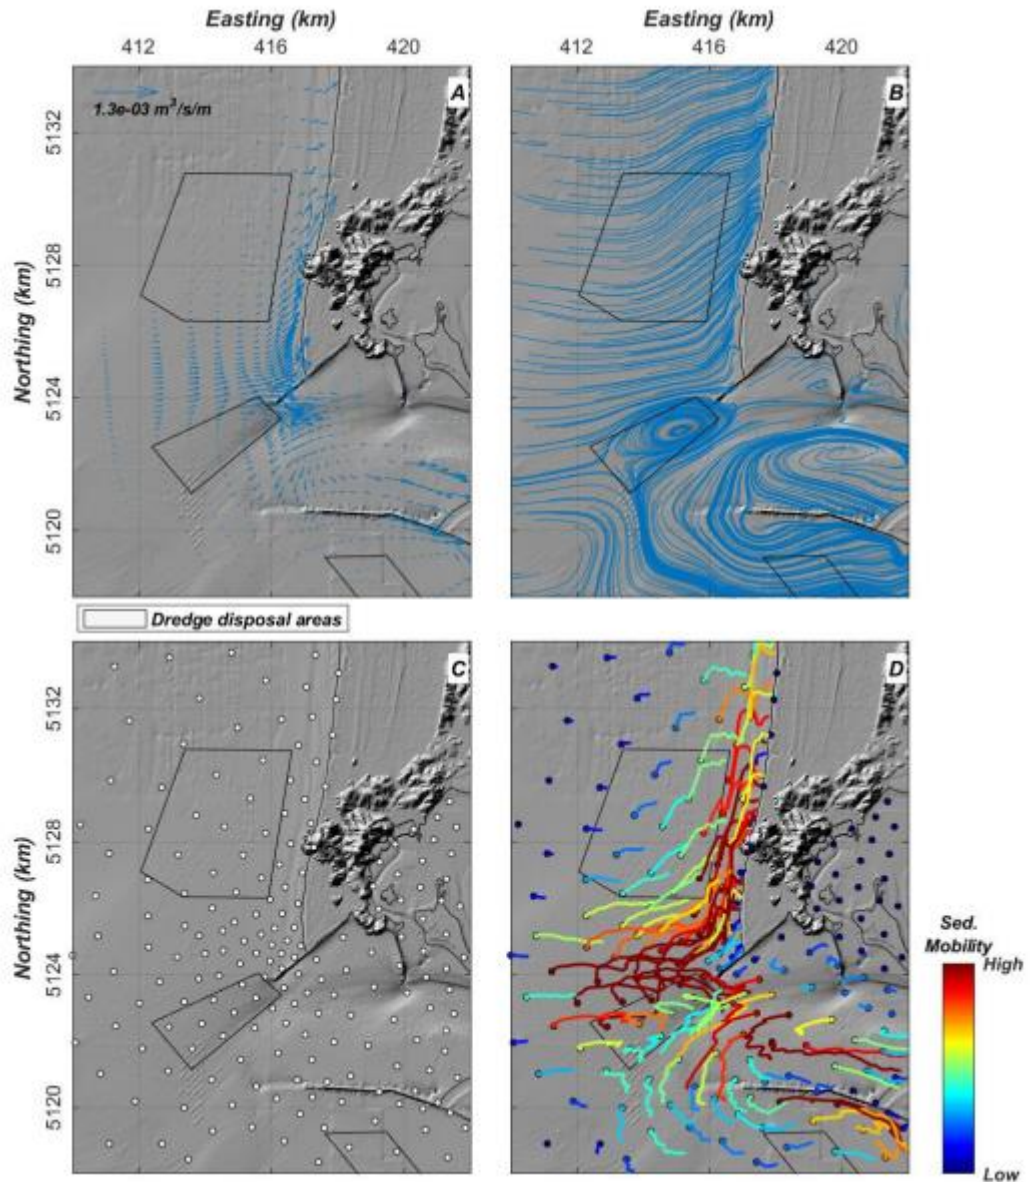 Easting (km)
Easting (km)
412 416 420
412 416 420
A
B
1.3e-03 m³/s/m
5132
5128
5124
5120
Northing (km)
Dredge disposal areas
C
D
5132
5128
5124
5120
Northing (km)
Sed.
Mobility
High
Low